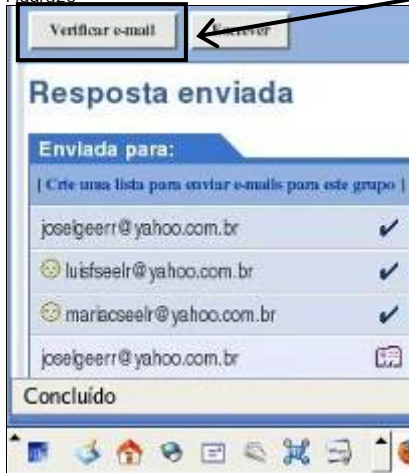 Verificar e-mail
Escrever
Resposta enviada
Enviada para:
[ Crie uma lista para enviar e-mails para este grupo ]
joselgeerr@yahoo.com.br
luisfseelr@yahoo.com.br
mariacseelr@yahoo.com.br
joselgeerr@yahoo.com.br
Concluído